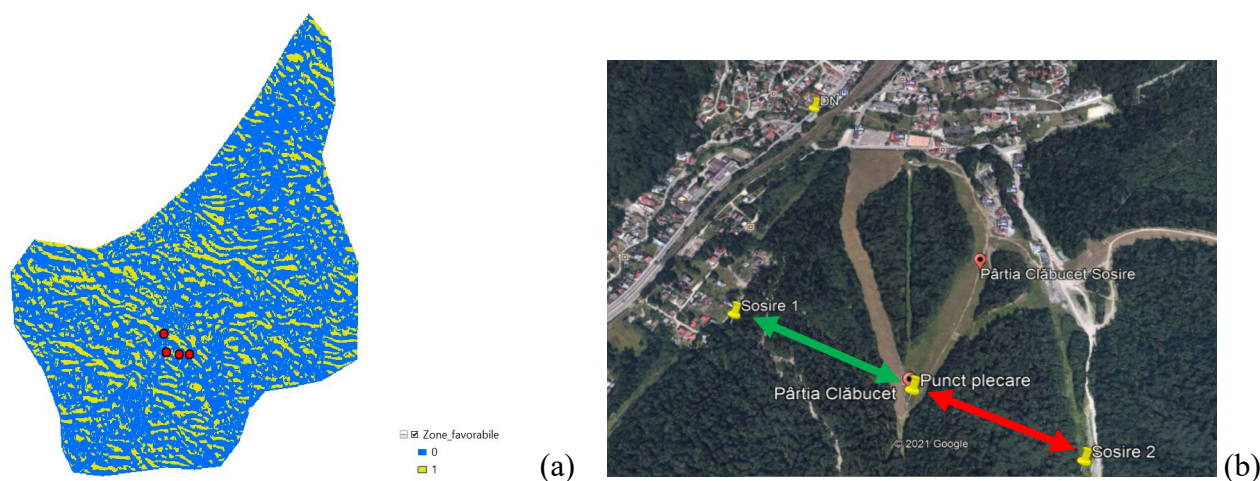 Zone_favorabile
0
1
(a)
DN
Pârtia Clăbucet Sosire
Sosire 1
Punct plecare
Pârtia Clăbucet
© 2021 Google
Sosire 2
(b)